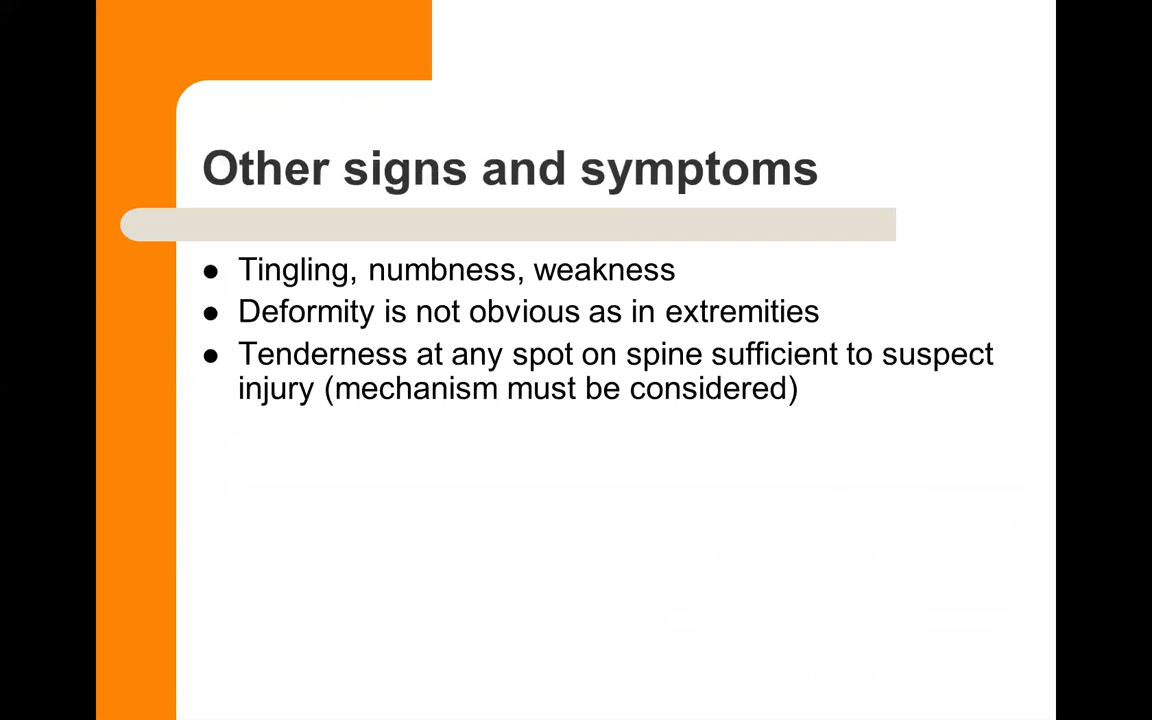 Other signs and symptoms
● Tingling, numbness, weakness
● Deformity is not obvious as in extremities
● Tenderness at any spot on spine sufficient to suspect
injury (mechanism must be considered)